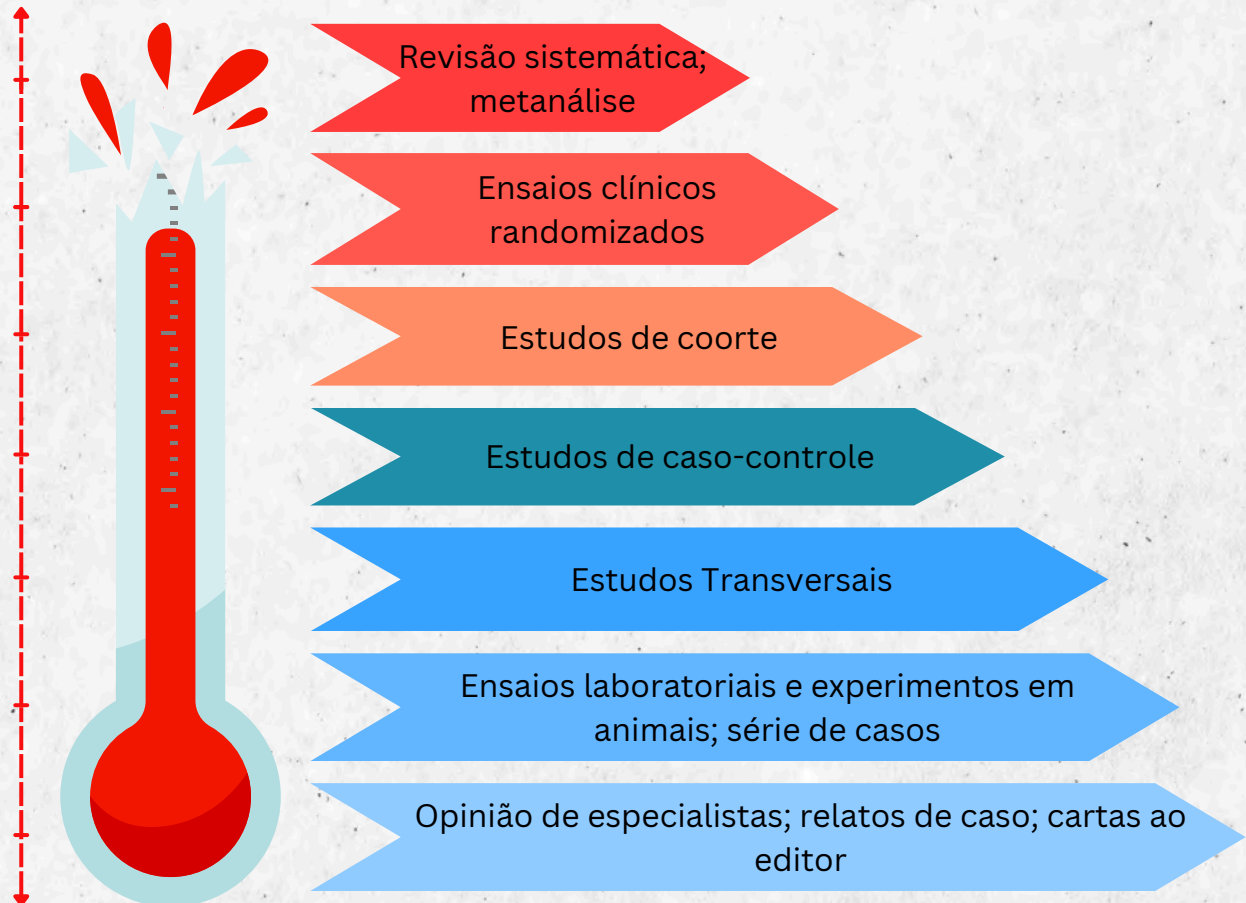 Revisão sistemática;
metanálise
Ensaios clínicos
randomizados
Estudos de coorte
Estudos de caso-controle
Estudos Transversais
Ensaios laboratoriais e experimentos em
animais; série de casos
Opinião de especialistas; relatos de caso; cartas ao
editor